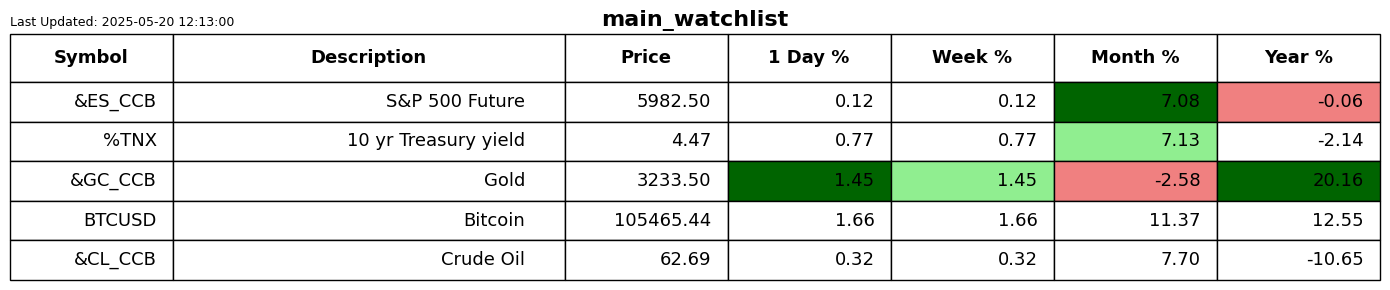 Last Updated: 2025-05-20 12:13:00
main_watchlist
Symbol Description Price 1 Day % Week % Month % Year %
&ES_CCB S&P 500 Future 5982.50 0.12 0.12 7.08 -0.06
%TNX 10 yr Treasury yield 4.47 0.77 0.77 7.13 -2.14
&GC_CCB Gold 3233.50 1.45 1.45 -2.58 20.16
BTCUSD Bitcoin 105465.44 1.66 1.66 11.37 12.55
&CL_CCB Crude Oil 62.69 0.32 0.32 7.70 -10.65